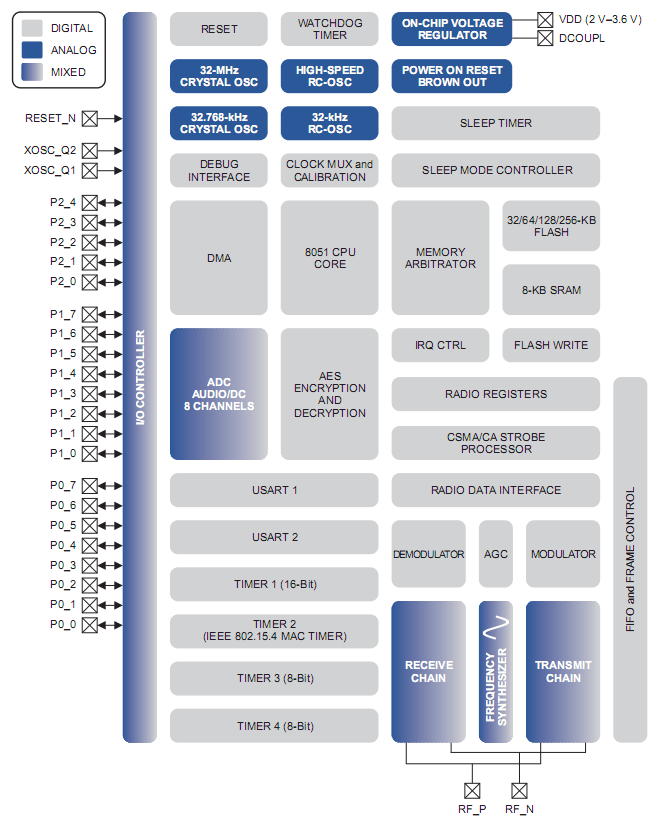 DIGITAL
ANALOG
MIXED
RESET
WATCHDOG
TIMER
ON-CHIP VOLTAGE
REGULATOR
VDD (2 V–3.6 V)
DCOUPL
32-MHz
CRYSTAL OSC
HIGH-SPEED
RC-OSC
POWER ON RESET
BROWN OUT
RESET_N
32.768-kHz
CRYSTAL OSC
32-kHz
RC-OSC
SLEEP TIMER
XOSC_Q2
XOSC_Q1
DEBUG
INTERFACE
CLOCK MUX and
CALIBRATION
SLEEP MODE CONTROLLER
P2_4
P2_3
P2_2
P2_1
P2_0
DMA
8051 CPU
CORE
MEMORY
ARBITRATOR
32/64/128/256-KB
FLASH
8-KB SRAM
P1_7
P1_6
P1_5
P1_4
P1_3
P1_2
P1_1
P1_0
I/O CONTROLLER
ADC
AUDIO/DC
8 CHANNELS
AES
ENCRYPTION
AND
DECRYPTION
IRQ CTRL
FLASH WRITE
RADIO REGISTERS
CSMA/CA STROBE
PROCESSOR
P0_7
P0_6
P0_5
P0_4
P0_3
P0_2
P0_1
P0_0
USART 1
RADIO DATA INTERFACE
USART 2
DEMODULATOR
AGC
MODULATOR
FIFO and FRAME CONTROL
TIMER 1 (16-Bit)
TIMER 2
(IEEE 802.15.4 MAC TIMER)
TIMER 3 (8-Bit)
TIMER 4 (8-Bit)
RECEIVE
CHAIN
FREQUENCY
SYNTHESIZER
TRANSMIT
CHAIN
RF_P
RF_N